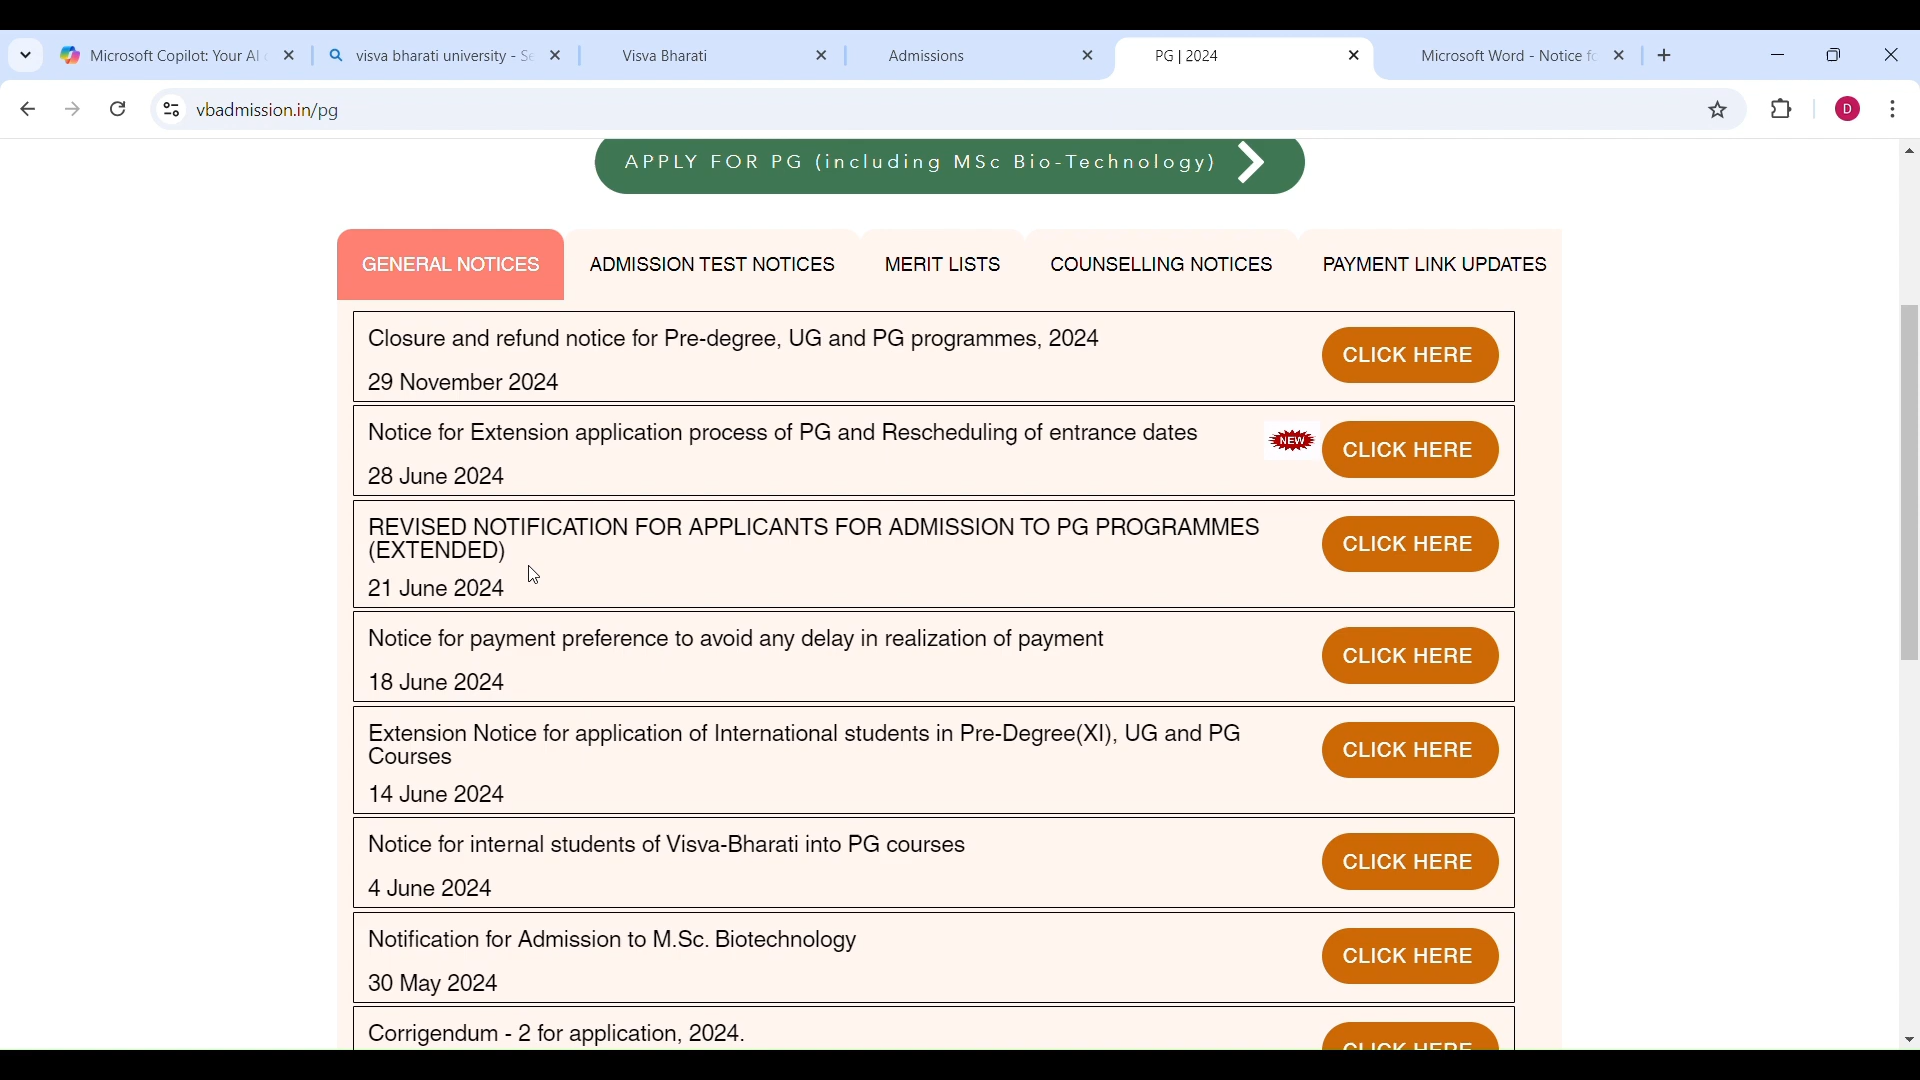 Microsoft Copilot: Your AI
visva bharati university - Se
Visva Bharati
Admissions
PG | 2024
Microsoft Word - Notice fo
vbadmission.in/pg
D
APPLY FOR PG (including MSc Bio-Technology)
GENERAL NOTICES
ADMISSION TEST NOTICES
MERIT LISTS
COUNSELLING NOTICES
PAYMENT LINK UPDATES
Closure and refund notice for Pre-degree, UG and PG programmes, 2024
29 November 2024
CLICK HERE
Notice for Extension application process of PG and Rescheduling of entrance dates
28 June 2024
NEW
CLICK HERE
REVISED NOTIFICATION FOR APPLICANTS FOR ADMISSION TO PG PROGRAMMES
(EXTENDED)
21 June 2024
CLICK HERE
Notice for payment preference to avoid any delay in realization of payment
18 June 2024
CLICK HERE
Extension Notice for application of International students in Pre-Degree(XI), UG and PG
Courses
14 June 2024
CLICK HERE
Notice for internal students of Visva-Bharati into PG courses
4 June 2024
CLICK HERE
Notification for Admission to M.Sc. Biotechnology
30 May 2024
CLICK HERE
Corrigendum - 2 for application, 2024.
CLICK HERE